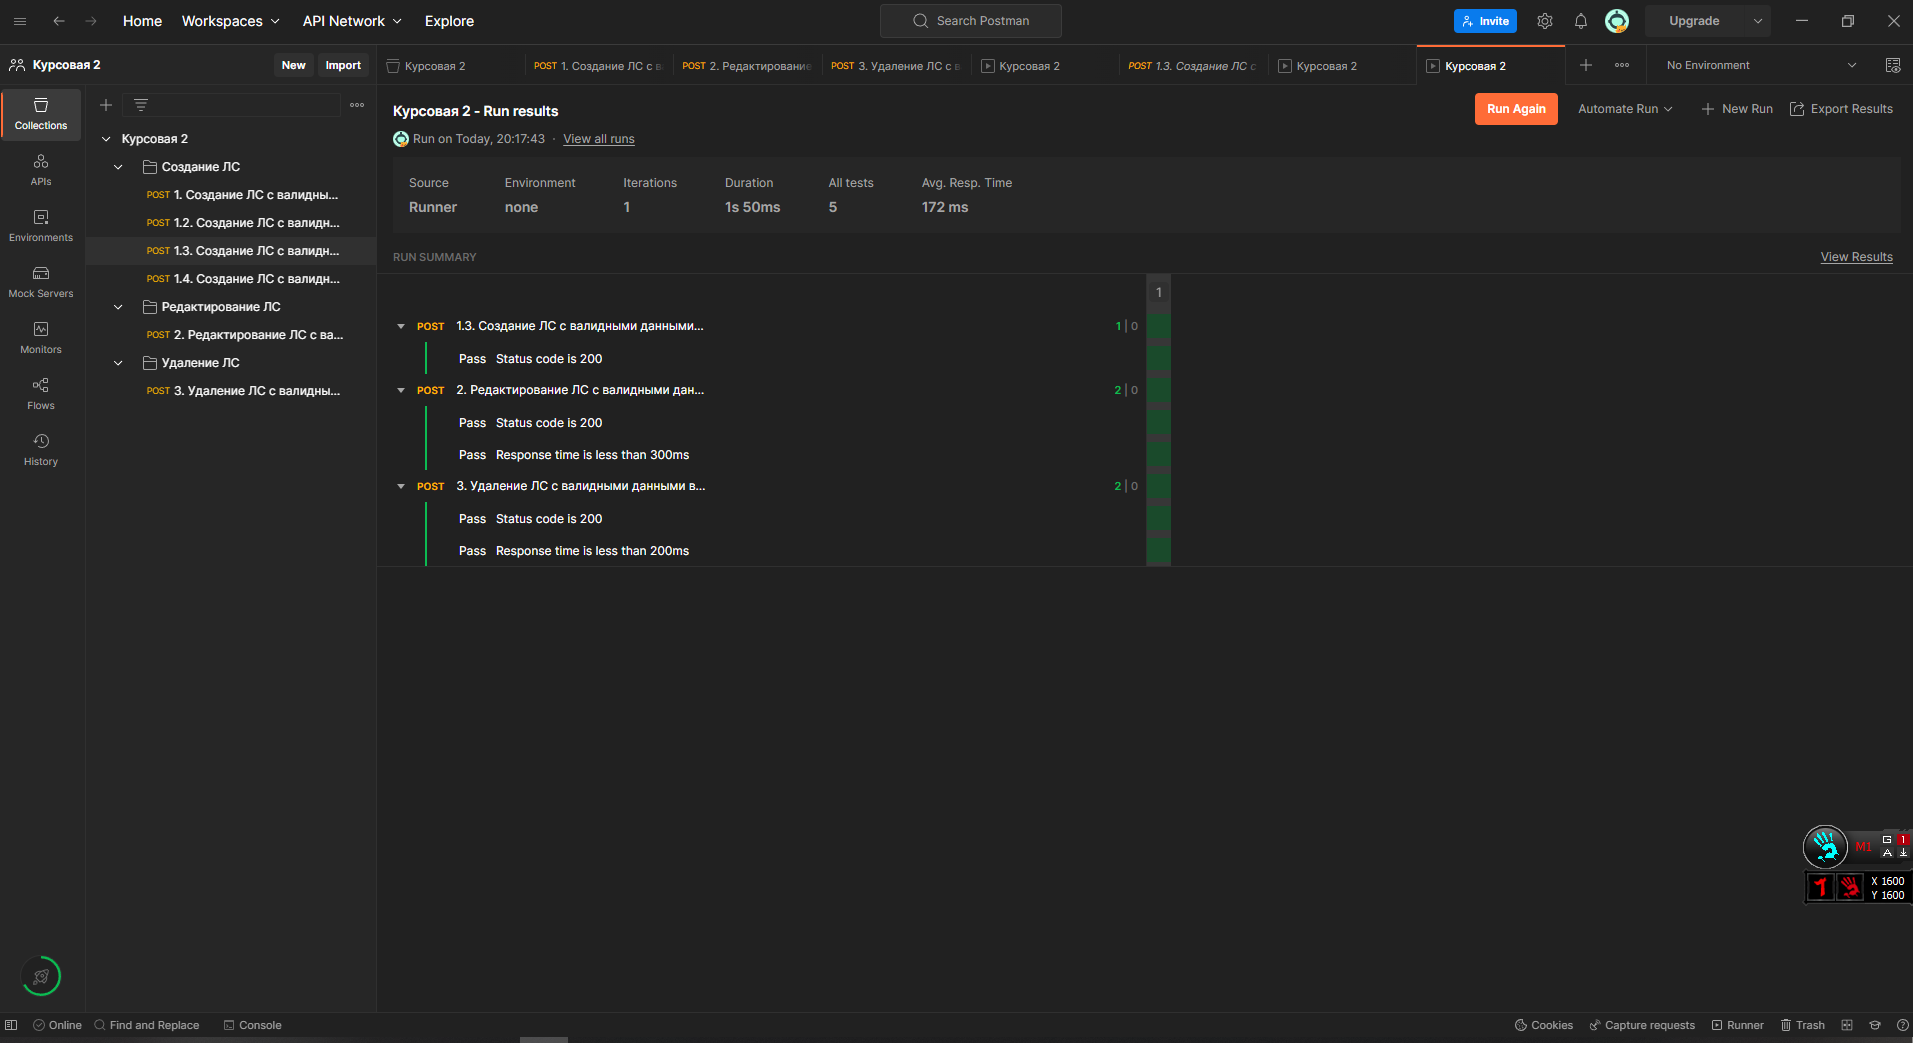 Home Workspaces API Network Explore Search Postman Invite Upgrade
Курсовая 2 New Import
Курсовая 2 POST 1. Создание ЛС с в POST 2. Редактирование POST 3. Удаление ЛС с в Курсовая 2 POST 1.3. Создание ЛС с Курсовая 2 Курсовая 2 No Environment
Collections
APIs
Environments
Mock Servers
Monitors
Flows
History
Курсовая 2
Создание ЛС
POST 1. Создание ЛС с валидны...
POST 1.2. Создание ЛС с валидн...
POST 1.3. Создание ЛС с валидн...
POST 1.4. Создание ЛС с валидн...
Редактирование ЛС
POST 2. Редактирование ЛС с ва...
Удаление ЛС
POST 3. Удаление ЛС с валидны...
Курсовая 2 - Run results
Run Again Automate Run New Run Export Results
Run on Today, 20:17:43 · View all runs
Source Environment Iterations Duration All tests Avg. Resp. Time
Runner none 1 1s 50ms 5 172 ms
RUN SUMMARY View Results
1
POST 1.3. Создание ЛС с валидными данными... 1 | 0
Pass Status code is 200
POST 2. Редактирование ЛС с валидными дан... 2 | 0
Pass Status code is 200
Pass Response time is less than 300ms
POST 3. Удаление ЛС с валидными данными в... 2 | 0
Pass Status code is 200
Pass Response time is less than 200ms
M1 G 1
A
X 1600
Y 1600
Online Find and Replace Console Cookies Capture requests Runner Trash